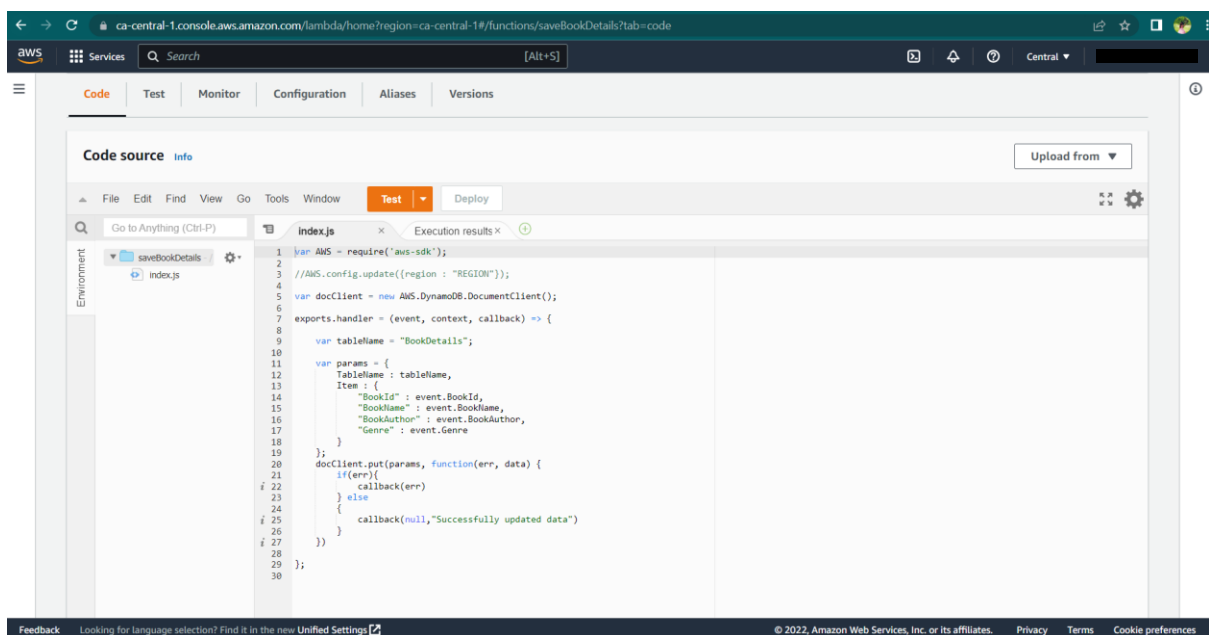 ca-central-1.console.aws.amazon.com/lambda/home?region=ca-central-1#/functions/saveBookDetails?tab=code
aws Services Search [Alt+S] Central ▼
Code Test Monitor Configuration Aliases Versions
Code source Info Upload from ▼
File Edit Find View Go Tools Window Test Deploy
Go to Anything (Ctrl-P) index.js × Execution results ×
Environment
saveBookDetails - /
index.js
1 var AWS = require('aws-sdk');
2
3 //AWS.config.update({region : "REGION"});
4
5 var docClient = new AWS.DynamoDB.DocumentClient();
6
7 exports.handler = (event, context, callback) => {
8
9 var tableName = "BookDetails";
10
11 var params = {
12 TableName : tableName,
13 Item : {
14 "BookId" : event.BookId,
15 "BookName" : event.BookName,
16 "BookAuthor" : event.BookAuthor,
17 "Genre" : event.Genre
18 }
19 };
20 docClient.put(params, function(err, data) {
21 if(err){
i 22 callback(err)
23 } else
24 {
i 25 callback(null,"Successfully updated data")
26 }
i 27 })
28
29 };
30
Feedback Looking for language selection? Find it in the new Unified Settings © 2022, Amazon Web Services, Inc. or its affiliates. Privacy Terms Cookie preferences